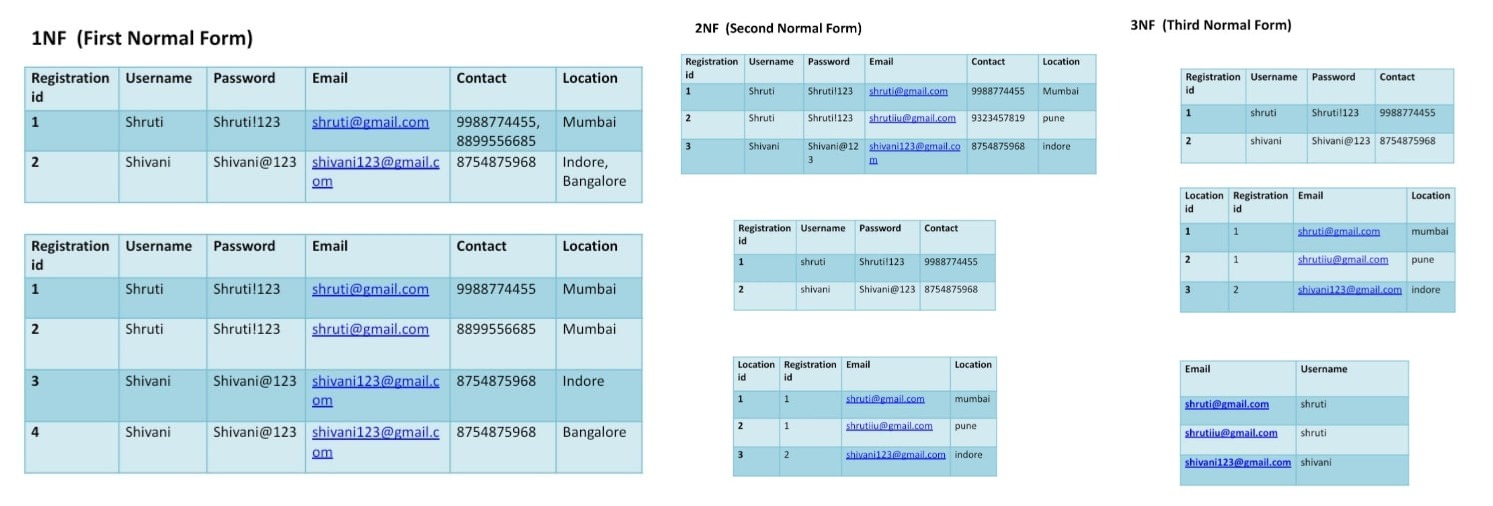 1NF  (First Normal Form)
Registration id Username Password Email Contact Location
1 Shruti Shruti!123 shruti@gmail.com 9988774455, 8899556685 Mumbai
2 Shivani Shivani@123 shivani123@gmail.com 8754875968 Indore, Bangalore
Registration id Username Password Email Contact Location
1 Shruti Shruti!123 shruti@gmail.com 9988774455 Mumbai
2 Shruti Shruti!123 shruti@gmail.com 8899556685 Mumbai
3 Shivani Shivani@123 shivani123@gmail.com 8754875968 Indore
4 Shivani Shivani@123 shivani123@gmail.com 8754875968 Bangalore
2NF  (Second Normal Form)
Registration id Username Password Email Contact Location
1 Shruti Shruti!123 shruti@gmail.com 9988774455 Mumbai
2 Shruti Shruti!123 shrutiiu@gmail.com 9323457819 pune
3 Shivani Shivani@123 shivani123@gmail.com 8754875968 indore
Registration id Username Password Contact
1 shruti Shruti!123 9988774455
2 shivani Shivani@123 8754875968
Location id Registration id Email Location
1 1 shruti@gmail.com mumbai
2 1 shrutiiu@gmail.com pune
3 2 shivani123@gmail.com indore
3NF  (Third Normal Form)
Registration id Username Password Contact
1 shruti Shruti!123 9988774455
2 shivani Shivani@123 8754875968
Location id Registration id Email Location
1 1 shruti@gmail.com mumbai
2 1 shrutiiu@gmail.com pune
3 2 shivani123@gmail.com indore
Email Username
shruti@gmail.com shruti
shrutiiu@gmail.com shruti
shivani123@gmail.com shivani